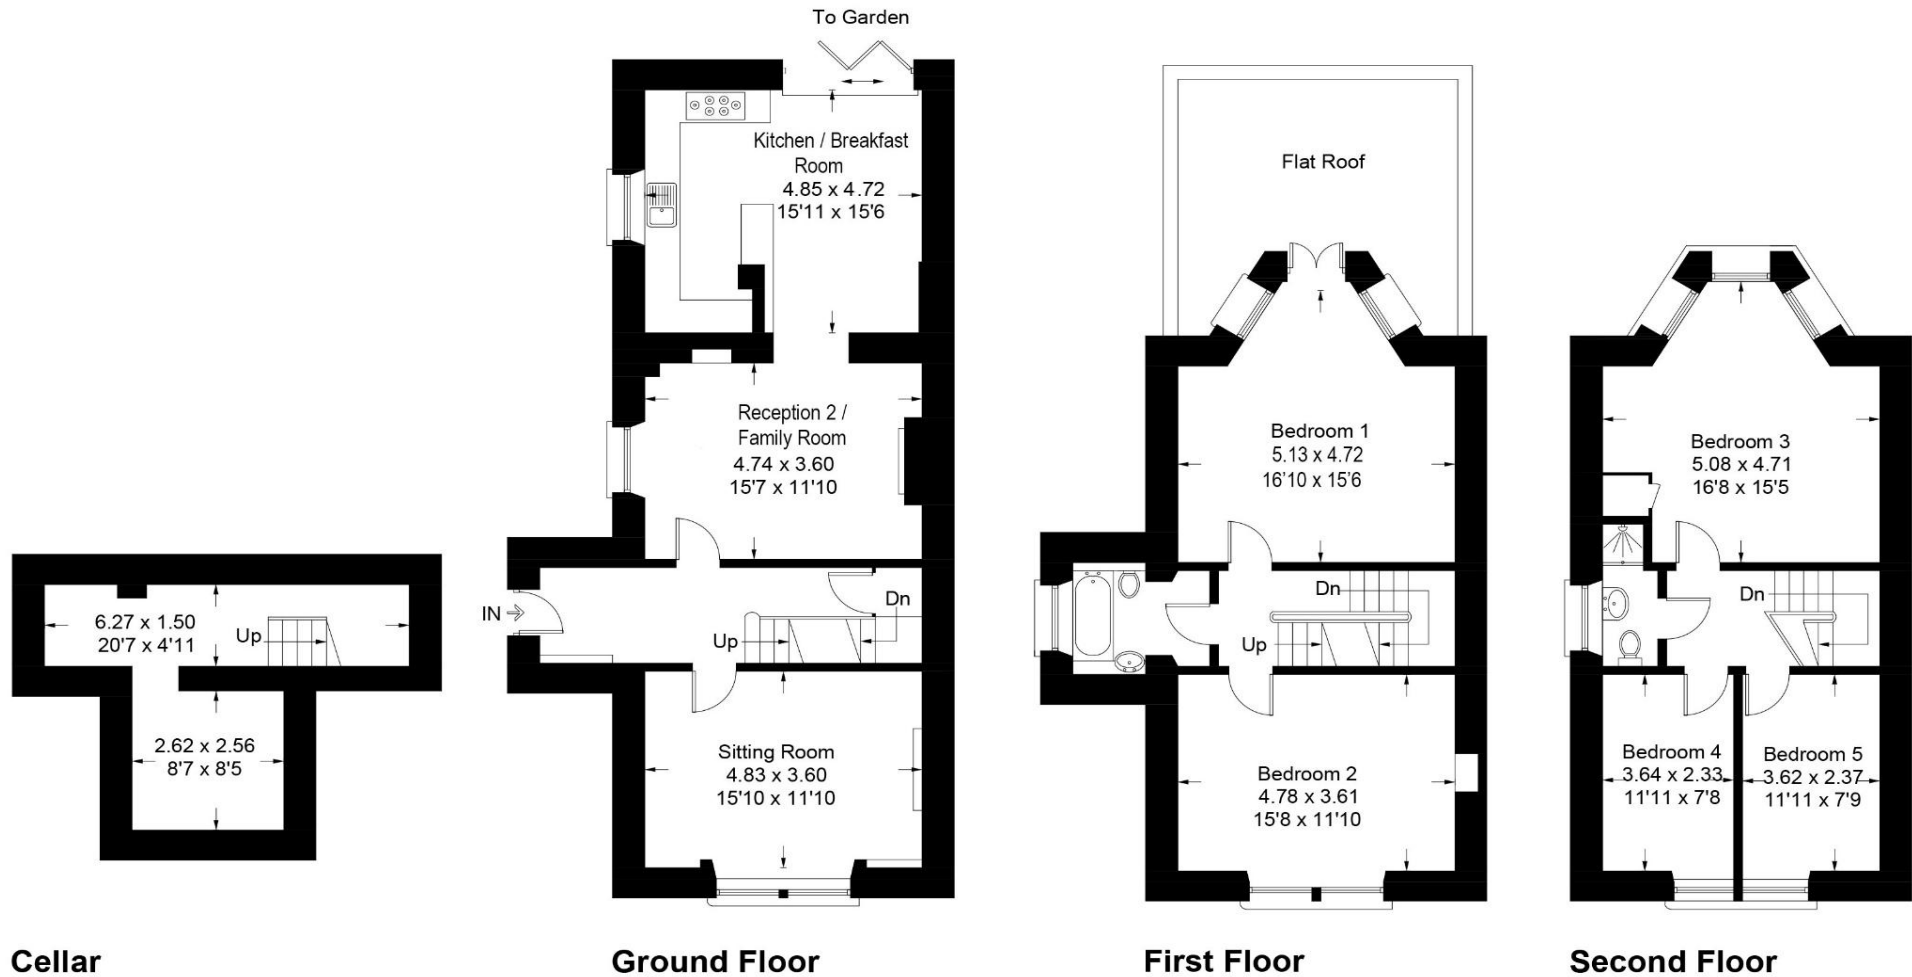 To Garden
Kitchen / Breakfast
Room
4.85 x 4.72
15'11 x 15'6
Reception 2 /
Family Room
4.74 x 3.60
15'7 x 11'10
IN
Dn
Up
Sitting Room
4.83 x 3.60
15'10 x 11'10
6.27 x 1.50
20'7 x 4'11
Up
2.62 x 2.56
8'7 x 8'5
Flat Roof
Bedroom 1
5.13 x 4.72
16'10 x 15'6
Dn
Up
Bedroom 2
4.78 x 3.61
15'8 x 11'10
Bedroom 3
5.08 x 4.71
16'8 x 15'5
Dn
Bedroom 4
3.64 x 2.33
11'11 x 7'8
Bedroom 5
3.62 x 2.37
11'11 x 7'9
Cellar
Ground Floor
First Floor
Second Floor